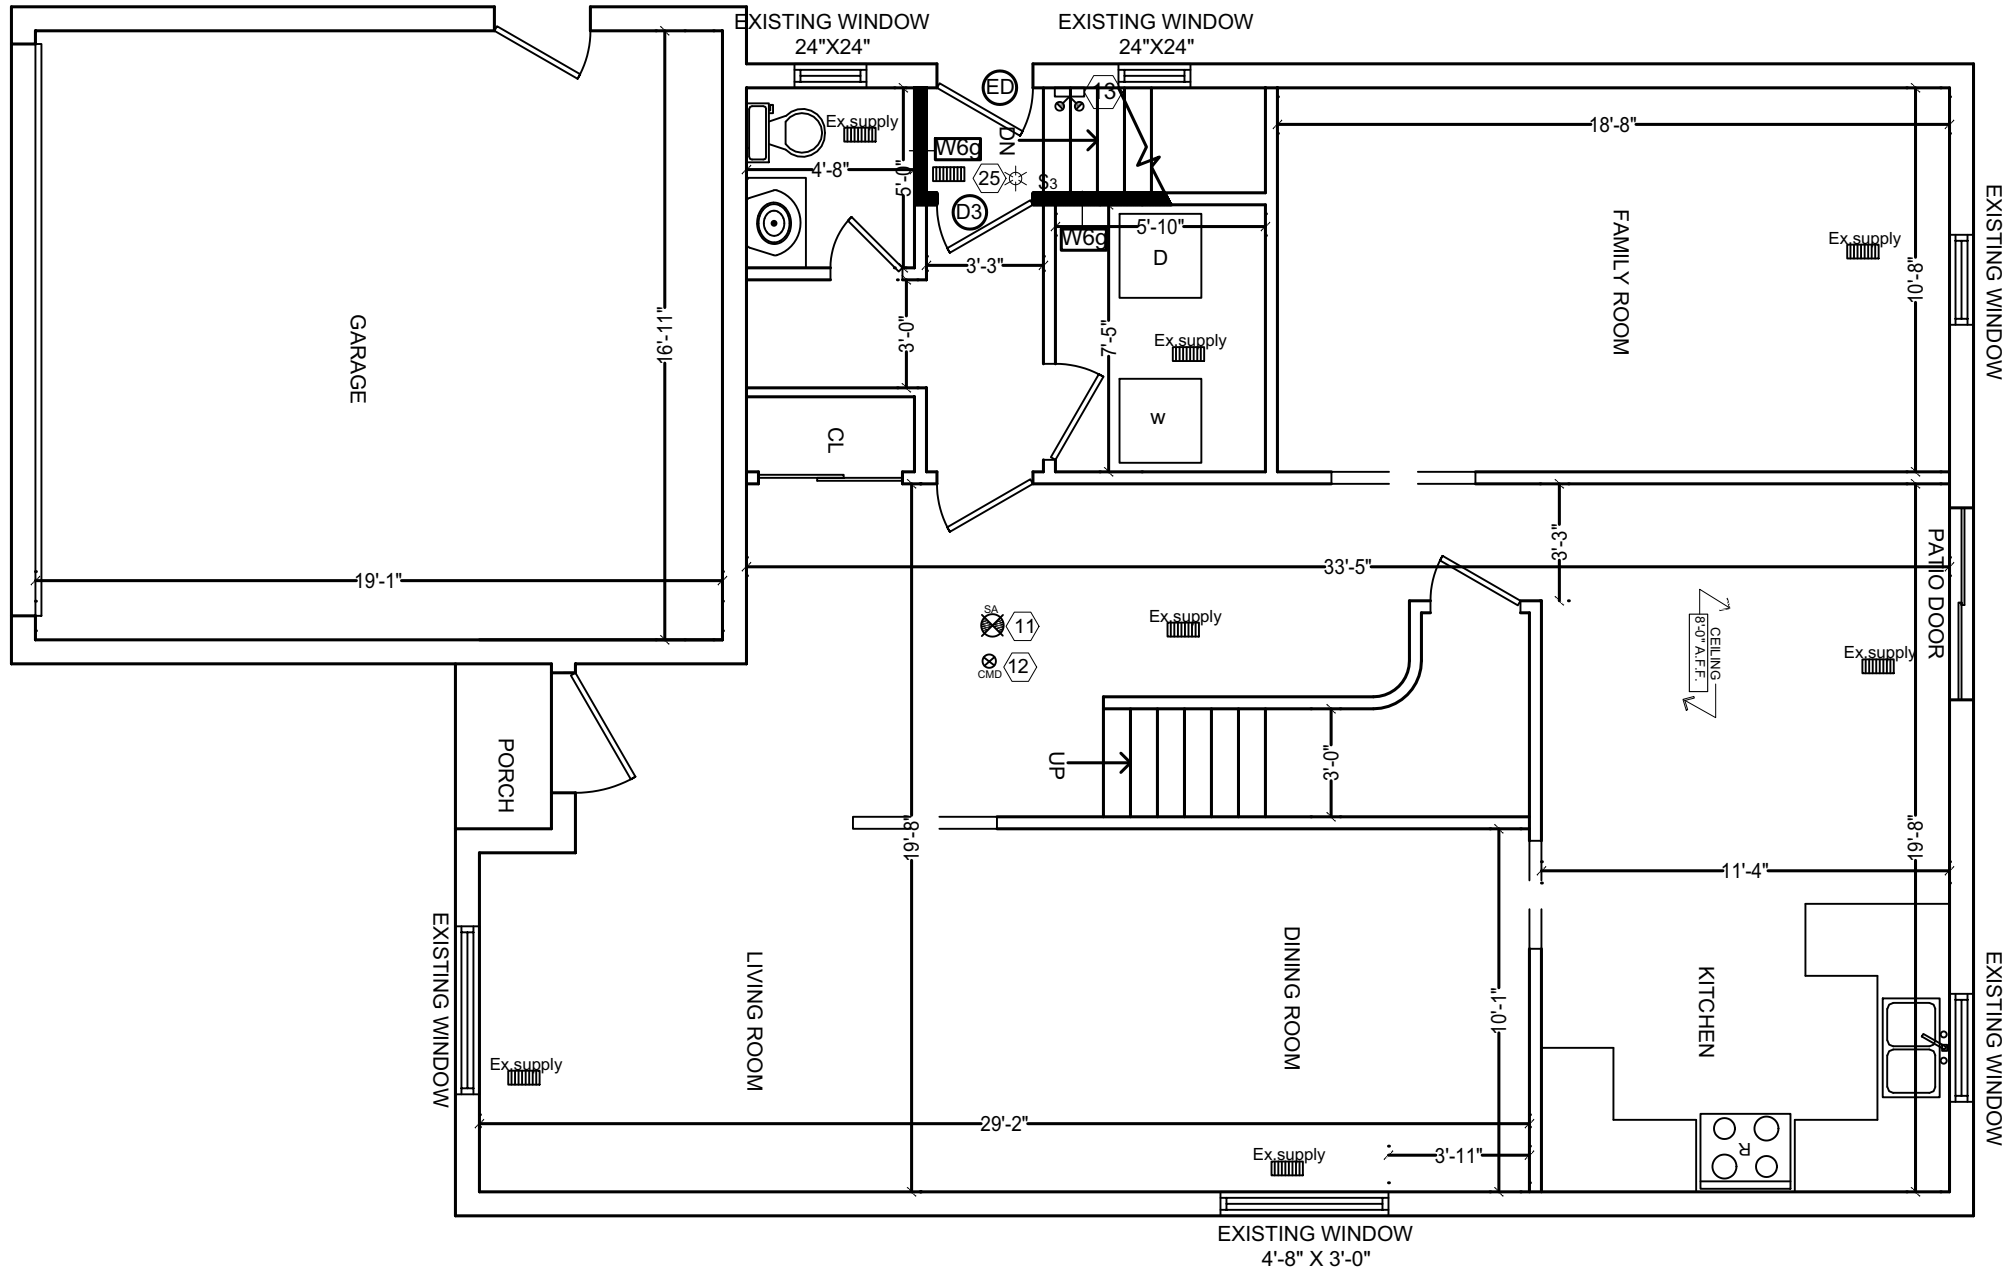 EXISTING WINDOW
24"X24"
EXISTING WINDOW
24"X24"
ED
13
Ex.supply
DN
W6g
18'-8"
4'-8"
5'-0"
25
S3
D3
W6g
5'-10"
D
3'-3"
FAMILY ROOM
Ex.supply
10'-8"
EXISTING WINDOW
GARAGE
16'-11"
3'-0"
7'-5"
Ex.supply
w
CL
19'-1"
3'-3"
33'-5"
PATIO DOOR
SA
11
12
CMD
Ex.supply
CEILING
8'-0" A.F.F.
Ex.supply
PORCH
UP
3'-0"
19'-8"
19'-8"
11'-4"
EXISTING WINDOW
LIVING ROOM
DINING ROOM
10'-1"
KITCHEN
EXISTING WINDOW
Ex.supply
29'-2"
R
Ex.supply
3'-11"
EXISTING WINDOW
4'-8" X 3'-0"